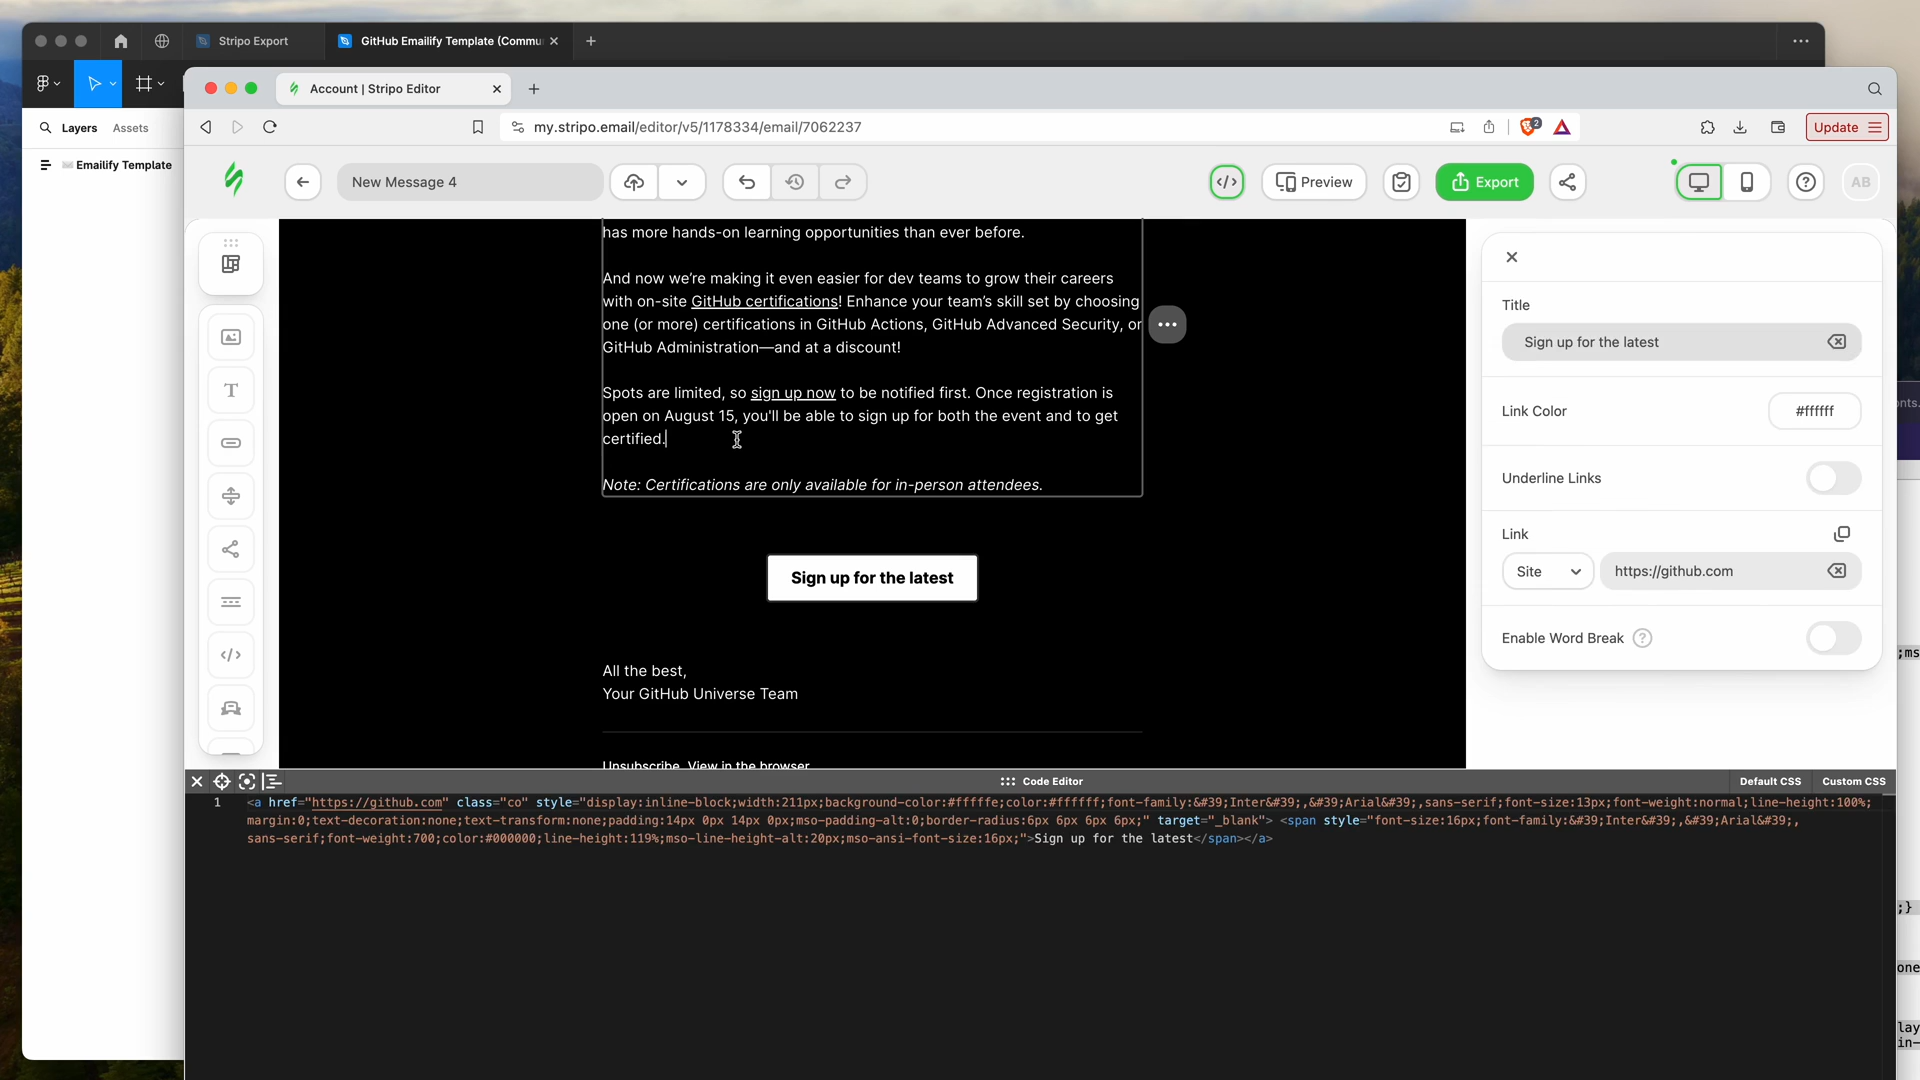 Stripo Export
GitHub Emailify Template (Commu
Account | Stripo Editor
Layers
Assets
my.stripo.email/editor/v5/1178334/email/7062237
2
Update
Emailify Template
New Message 4
Preview
Export
AB
has more hands-on learning opportunities than ever before.
And now we're making it even easier for dev teams to grow their careers
with on-site GitHub certifications! Enhance your team's skill set by choosing
one (or more) certifications in GitHub Actions, GitHub Advanced Security, or
GitHub Administration—and at a discount!
Spots are limited, so sign up now to be notified first. Once registration is
open on August 15, you'll be able to sign up for both the event and to get
certified.
Note: Certifications are only available for in-person attendees.
Sign up for the latest
All the best,
Your GitHub Universe Team
Unsubscribe. View in the browser
Title
Sign up for the latest
Link Color
#ffffff
Underline Links
Link
Site
https://github.com
Enable Word Break
Code Editor
Default CSS
Custom CSS
1
<a href="https://github.com" class="co" style="display:inline-block;width:211px;background-color:#fffffe;color:#ffffff;font-family:&#39;Inter&#39;,&#39;Arial&#39;,sans-serif;font-size:13px;font-weight:normal;line-height:100%;
margin:0;text-decoration:none;text-transform:none;padding:14px 0px 14px 0px;mso-padding-alt:0;border-radius:6px 6px 6px 6px;" target="_blank"> <span style="font-size:16px;font-family:&#39;Inter&#39;,&#39;Arial&#39;,
sans-serif;font-weight:700;color:#000000;line-height:119%;mso-line-height-alt:20px;mso-ansi-font-size:16px;">Sign up for the latest</span></a>
nts.
;ms
;}
one
lay
in-